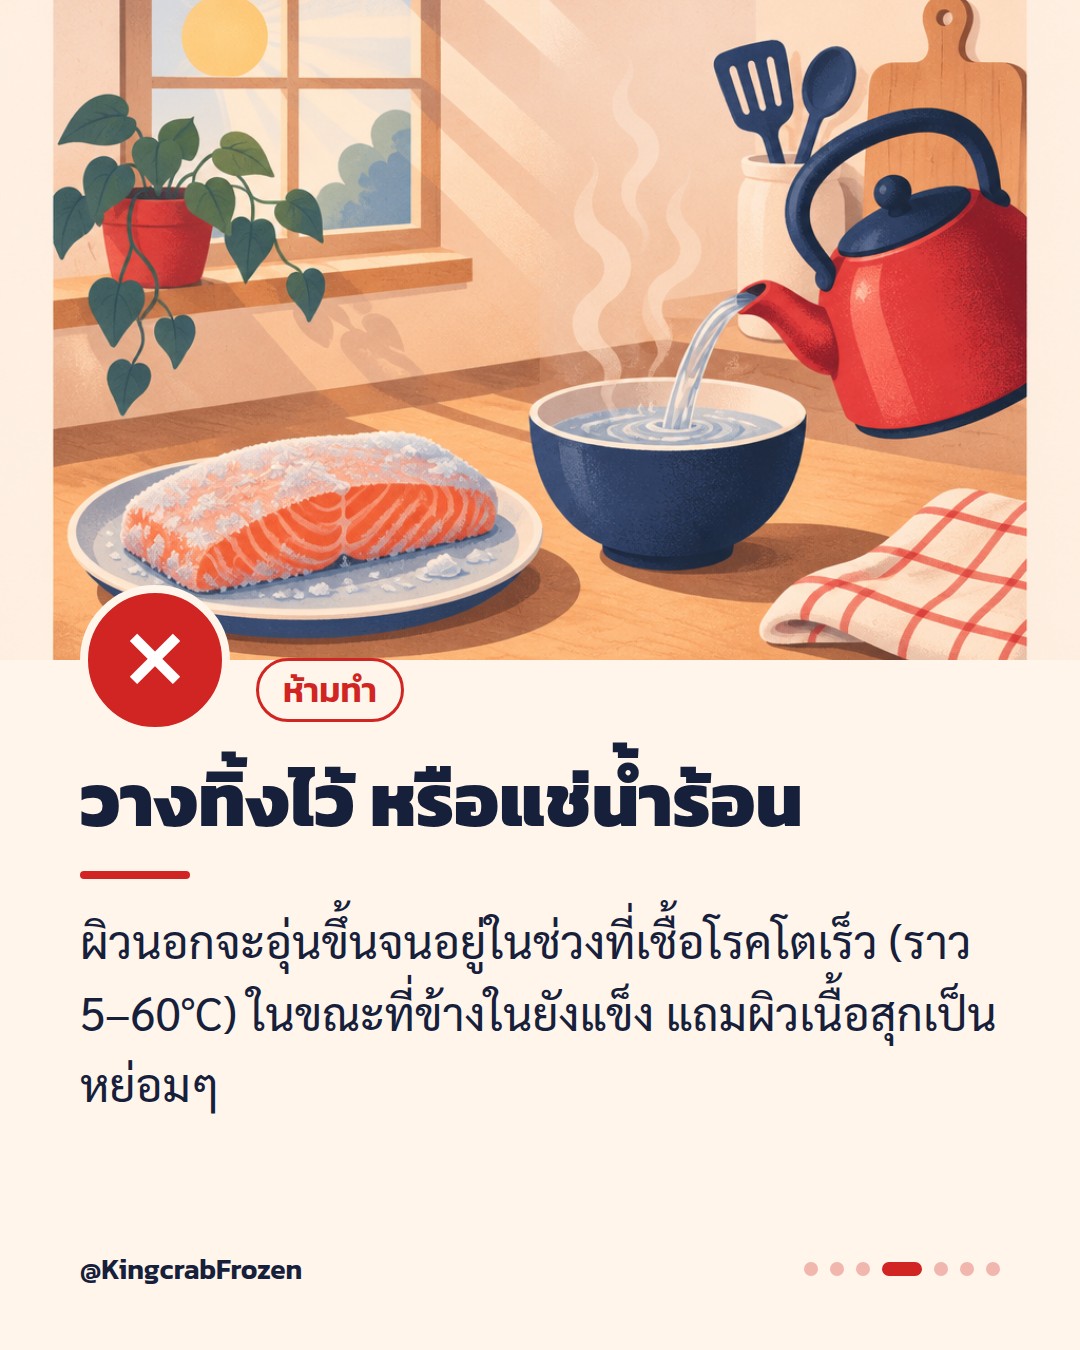 ห้ามทำ
วางทิ้งไว้ หรือแช่น้ำร้อน
ผิวนอกจะอุ่นขึ้นจนอยู่ในช่วงที่เชื้อโรคโตเร็ว (ราว
5–60°C) ในขณะที่ข้างในยังแข็ง แถมผิวเนื้อสุกเป็น
หย่อมๆ
@KingcrabFrozen